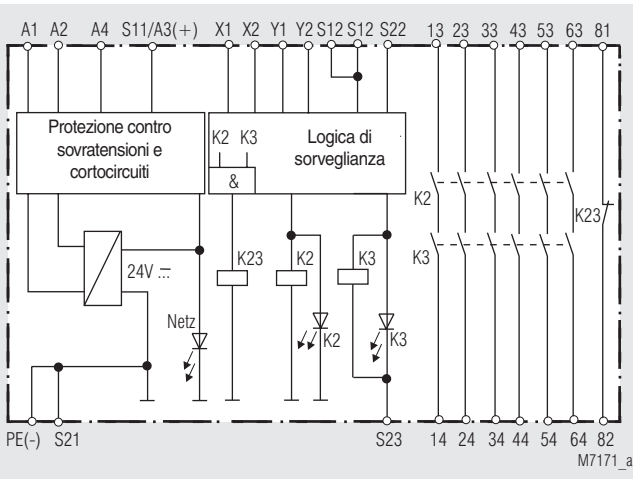 A1 A2 A4 S11/A3(+) X1 X2 Y1 Y2 S12 S12 S22 13 23 33 43 53 63 81
Protezione contro
sovratensioni e
cortocircuiti
K2 K3
&
Logica di
sorveglianza
K2
K23
K3
24V
K23
K2
K3
Netz
K2
K3
PE(-) S21 S23 14 24 34 44 54 64 82
M7171_a